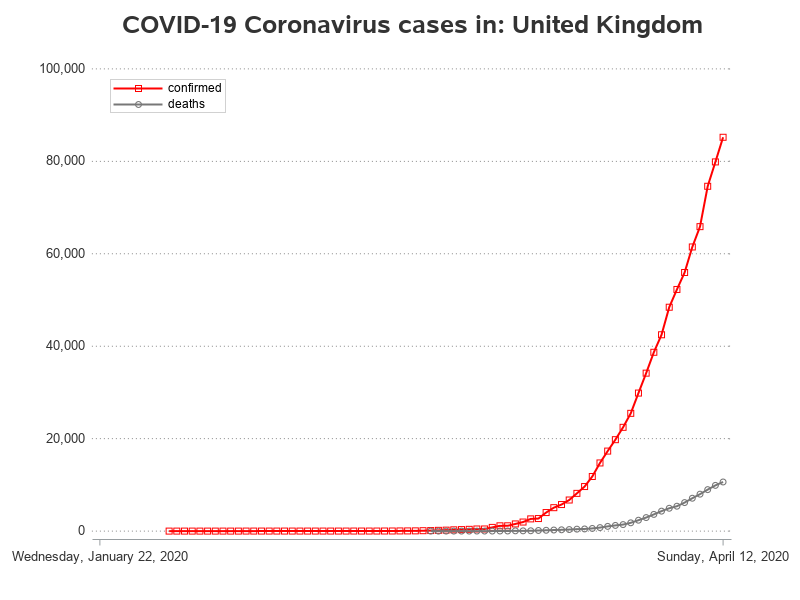 COVID-19 Coronavirus cases in: United Kingdom
100,000
confirmed
deaths
80,000
60,000
40,000
20,000
0
Wednesday, January 22, 2020
Sunday, April 12, 2020